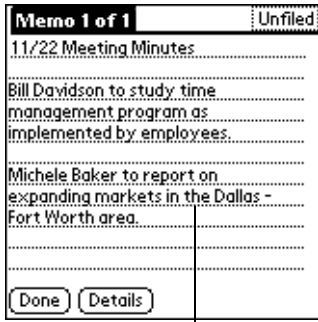 Memo 1 of 1 Unfiled
11/22 Meeting Minutes
Bill Davidson to study time
management program as
implemented by employees.
Michele Baker to report on
expanding markets in the Dallas -
Fort Worth area.
Done Details